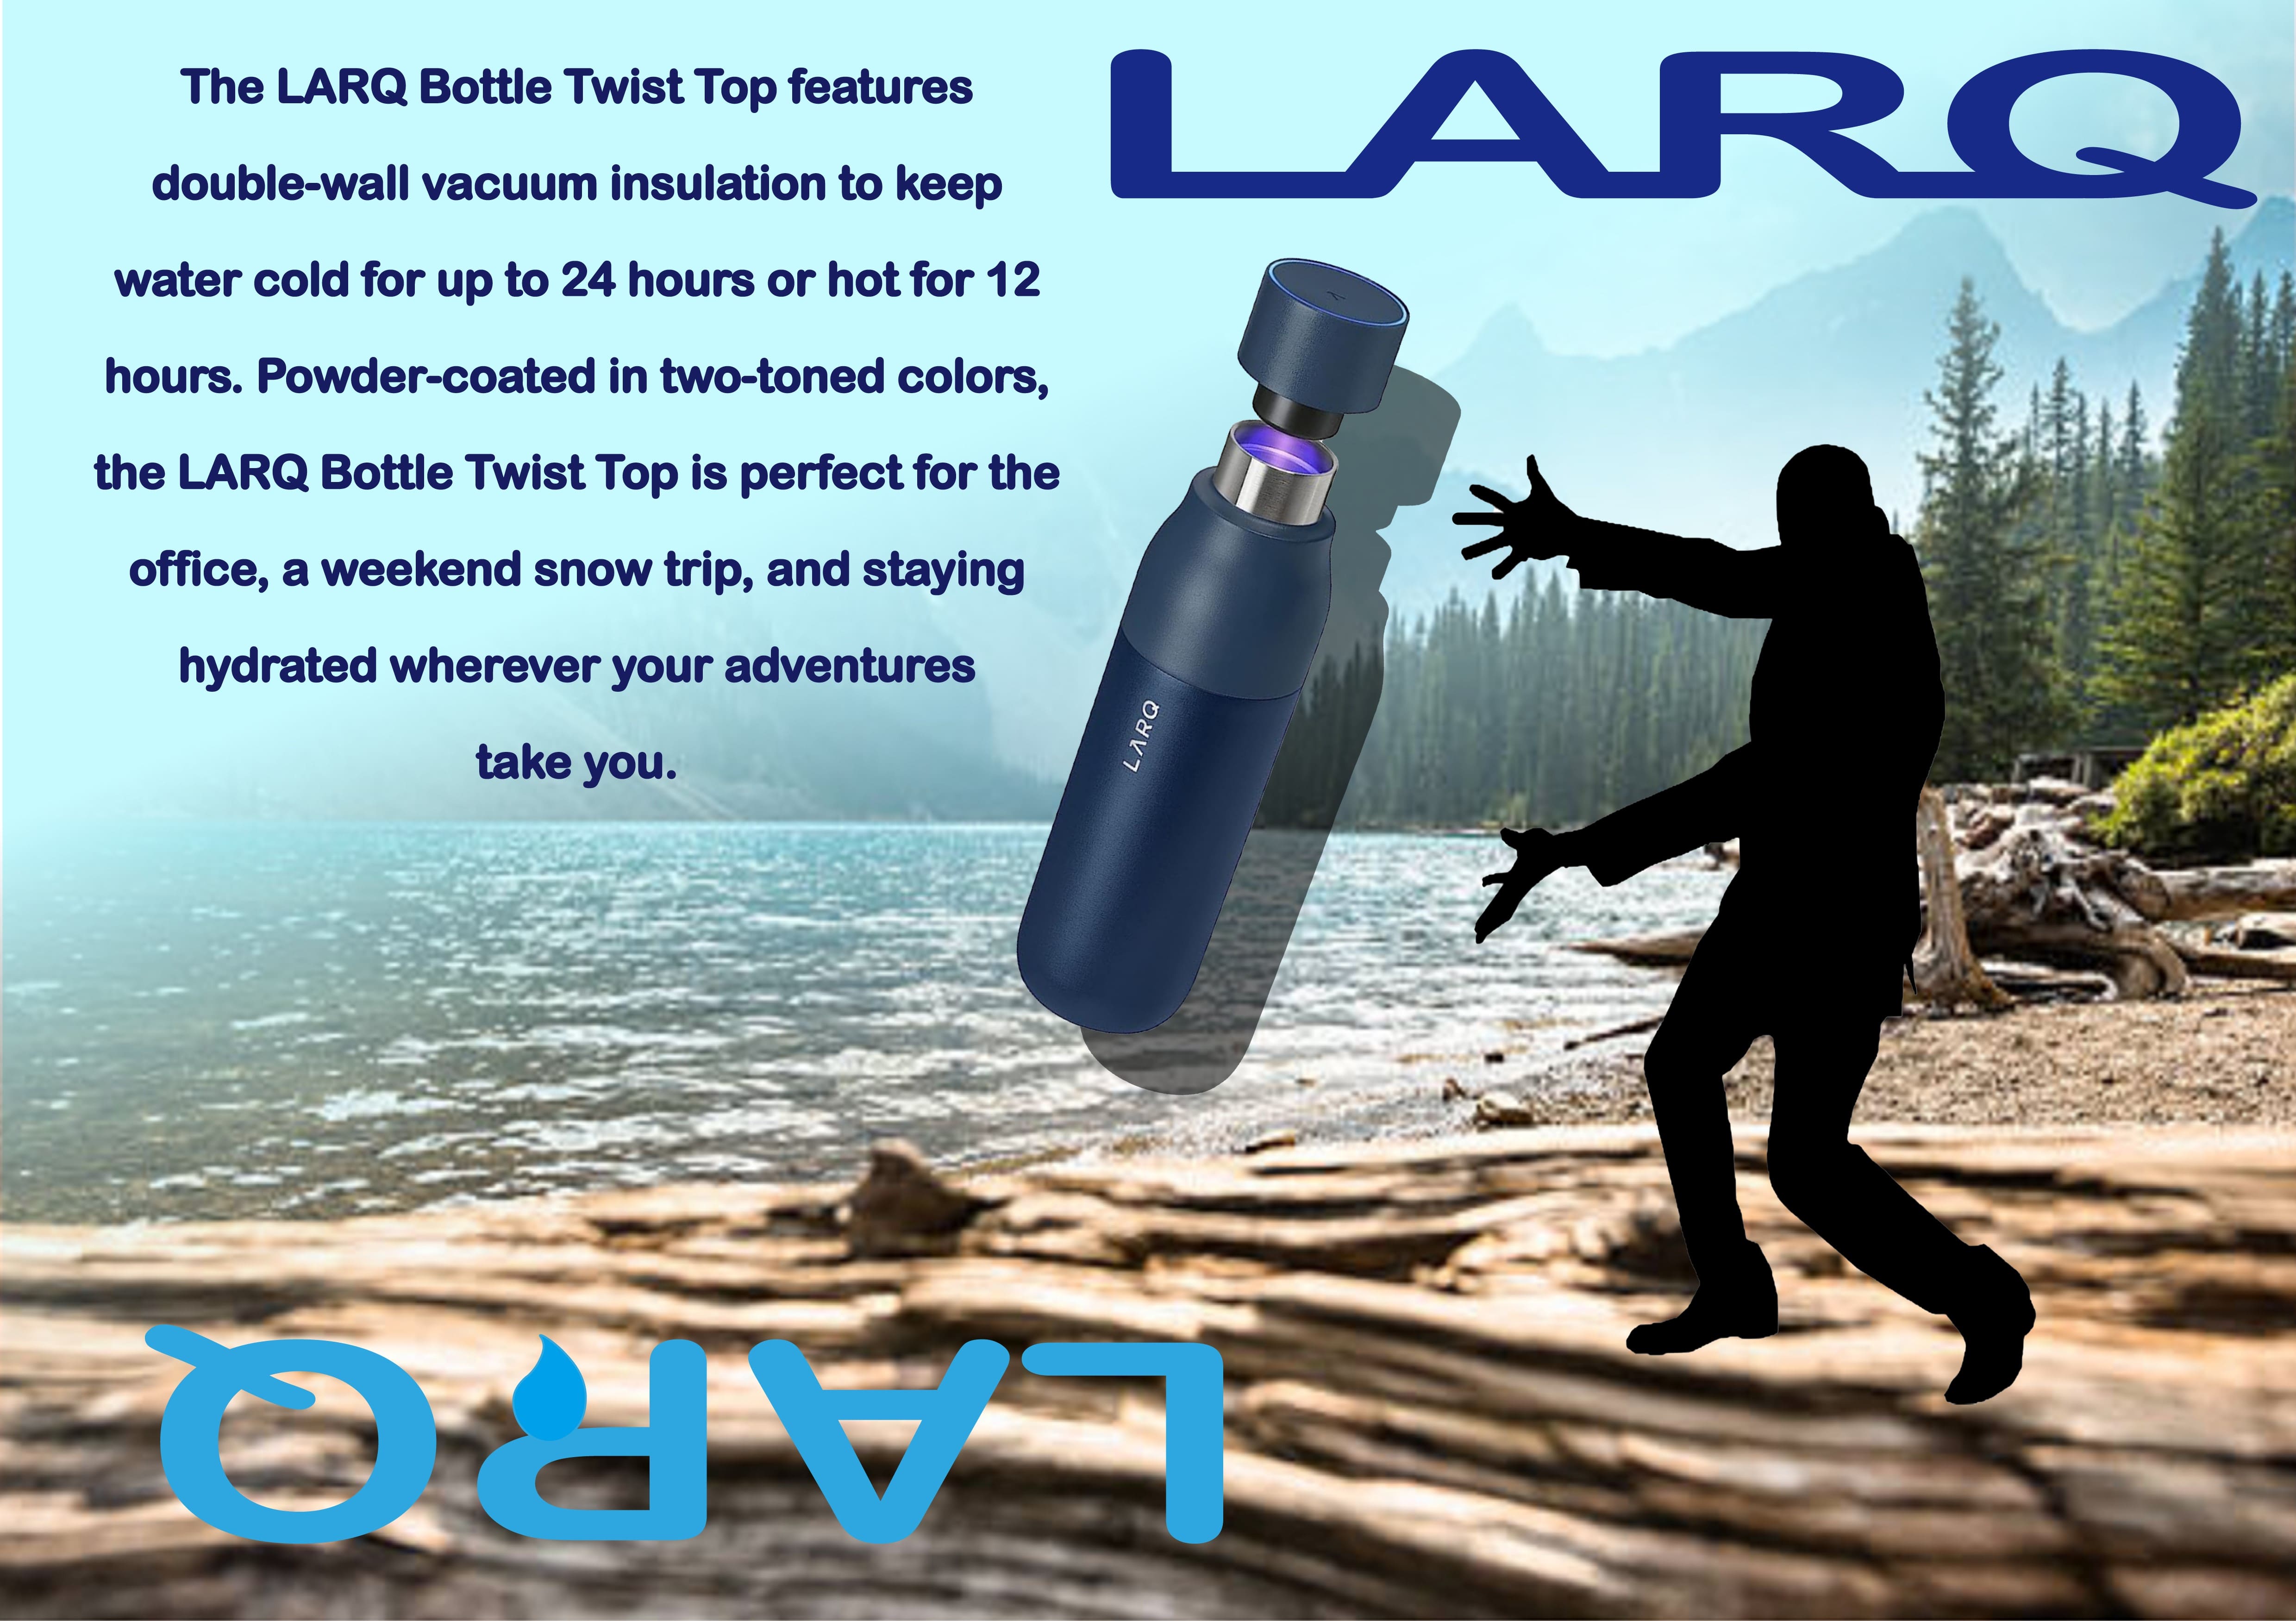 LARQ
The LARQ Bottle Twist Top features
double-wall vacuum insulation to keep
water cold for up to 24 hours or hot for 12
hours. Powder-coated in two-toned colors,
the LARQ Bottle Twist Top is perfect for the
office, a weekend snow trip, and staying
hydrated wherever your adventures
take you.
LARQ
LARQ